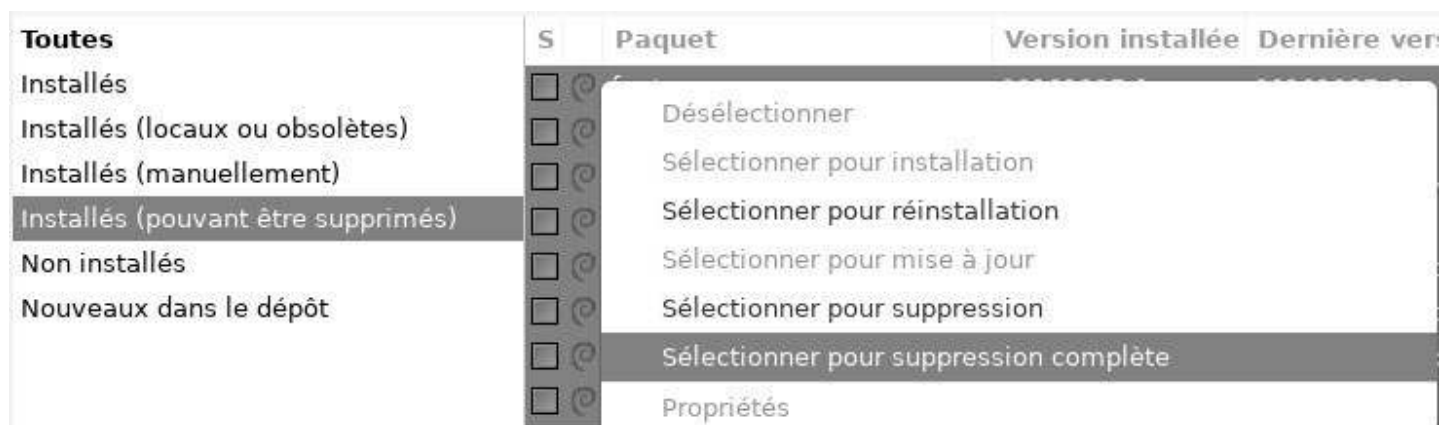 Toutes
Installés
Installés (locaux ou obsolètes)
Installés (manuellement)
Installés (pouvant être supprimés)
Non installés
Nouveaux dans le dépôt
S Paquet Version installée Dernière
Désélectionner
Sélectionner pour installation
Sélectionner pour réinstallation
Sélectionner pour mise à jour
Sélectionner pour suppression
Sélectionner pour suppression complète
Propriétés